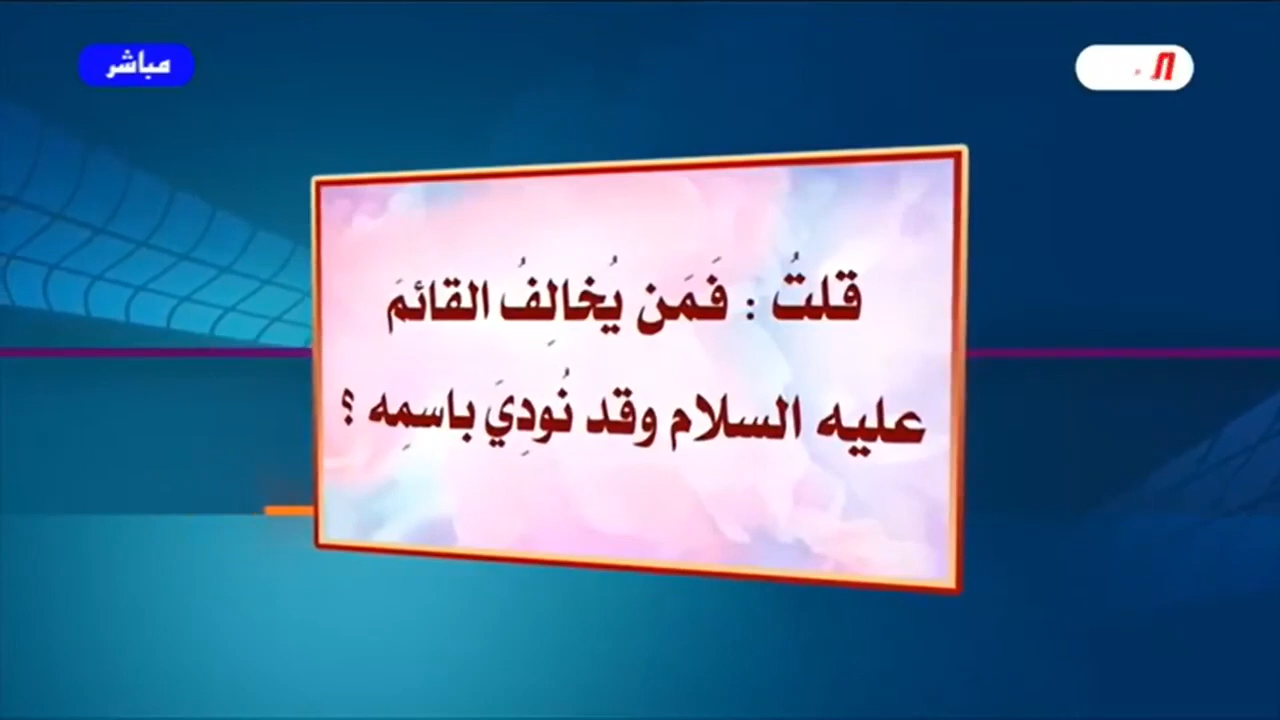 مباشر
قلتُ : فَمَن يُخالِفُ القائمَ
عليه السلام وقد نُودِيَ باسمِه ؟